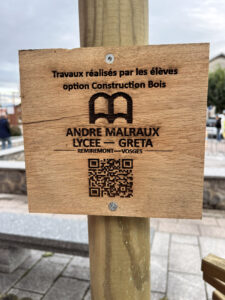 Travaux réalisés par les élèves
option Construction Bois
ANDRE MALRAUX
LYCEE — GRETA
REMIREMONT—VOSGES